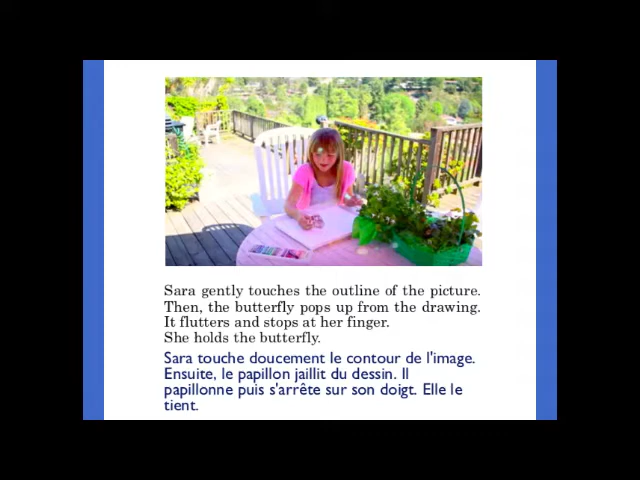 Sara gently touches the outline of the picture.
Then, the butterfly pops up from the drawing.
It flutters and stops at her finger.
She holds the butterfly.
Sara touche doucement le contour de l'image.
Ensuite, le papillon jaillit du dessin. Il
papillonne puis s'arrête sur son doigt. Elle le
tient.